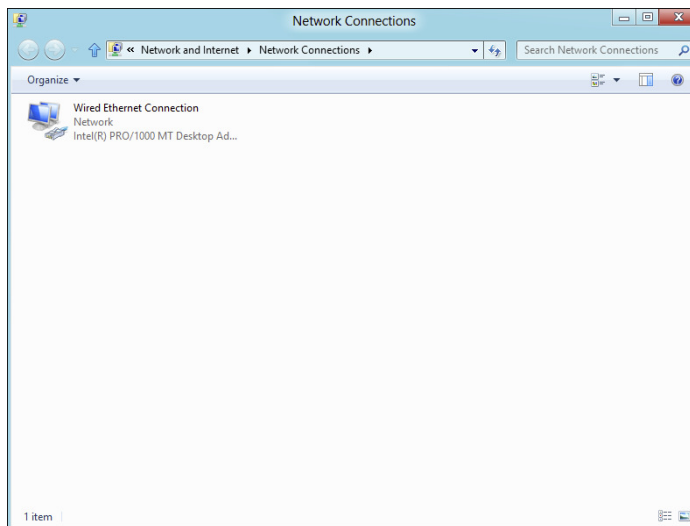 Network Connections
« Network and Internet Network Connections
Search Network Connections
Organize
Wired Ethernet Connection
Network
Intel(R) PRO/1000 MT Desktop Ad...
1 item